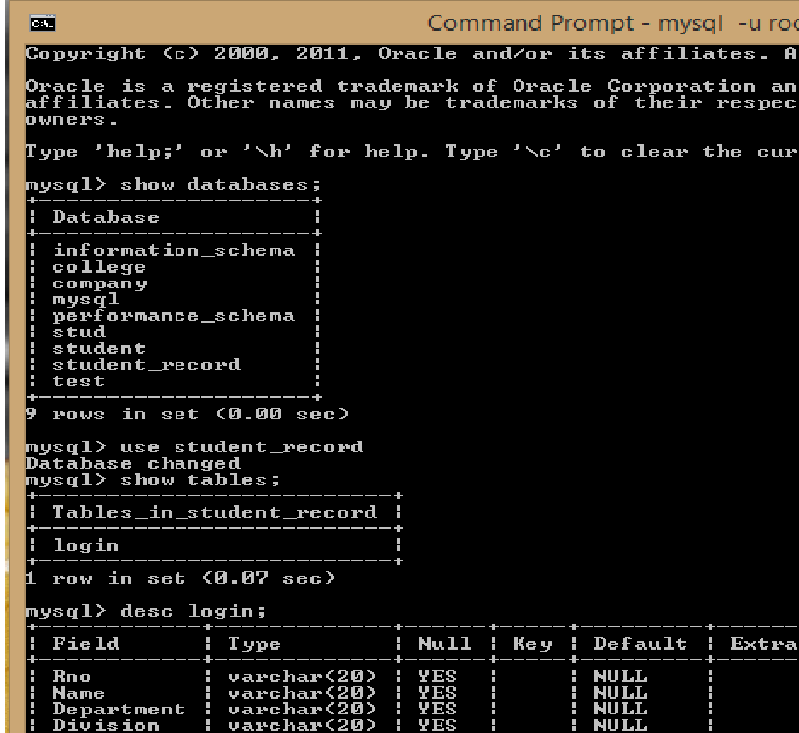 Command Prompt - mysql -u roo
Copyright (c) 2000, 2011, Oracle and/or its affiliates. A
Oracle is a registered trademark of Oracle Corporation an
affiliates. Other names may be trademarks of their respec
owners.
Type 'help;' or '\h' for help. Type '\c' to clear the cur
mysql> show databases;
+--------------------+
| Database           |
+--------------------+
| information_schema |
| college            |
| company            |
| mysql              |
| performance_schema |
| stud               |
| student            |
| student_record     |
| test               |
+--------------------+
9 rows in set (0.00 sec)
mysql> use student_record
Database changed
mysql> show tables;
+--------------------------+
| Tables_in_student_record |
+--------------------------+
| login                    |
+--------------------------+
1 row in set (0.07 sec)
mysql> desc login;
+------------+-------------+------+-----+---------+------
| Field      | Type        | Null | Key | Default | Extra
+------------+-------------+------+-----+---------+------
| Rno        | varchar(20) | YES  |     | NULL    |
| Name       | varchar(20) | YES  |     | NULL    |
| Department | varchar(20) | YES  |     | NULL    |
| Division   | varchar(20) | YES  |     | NULL    |